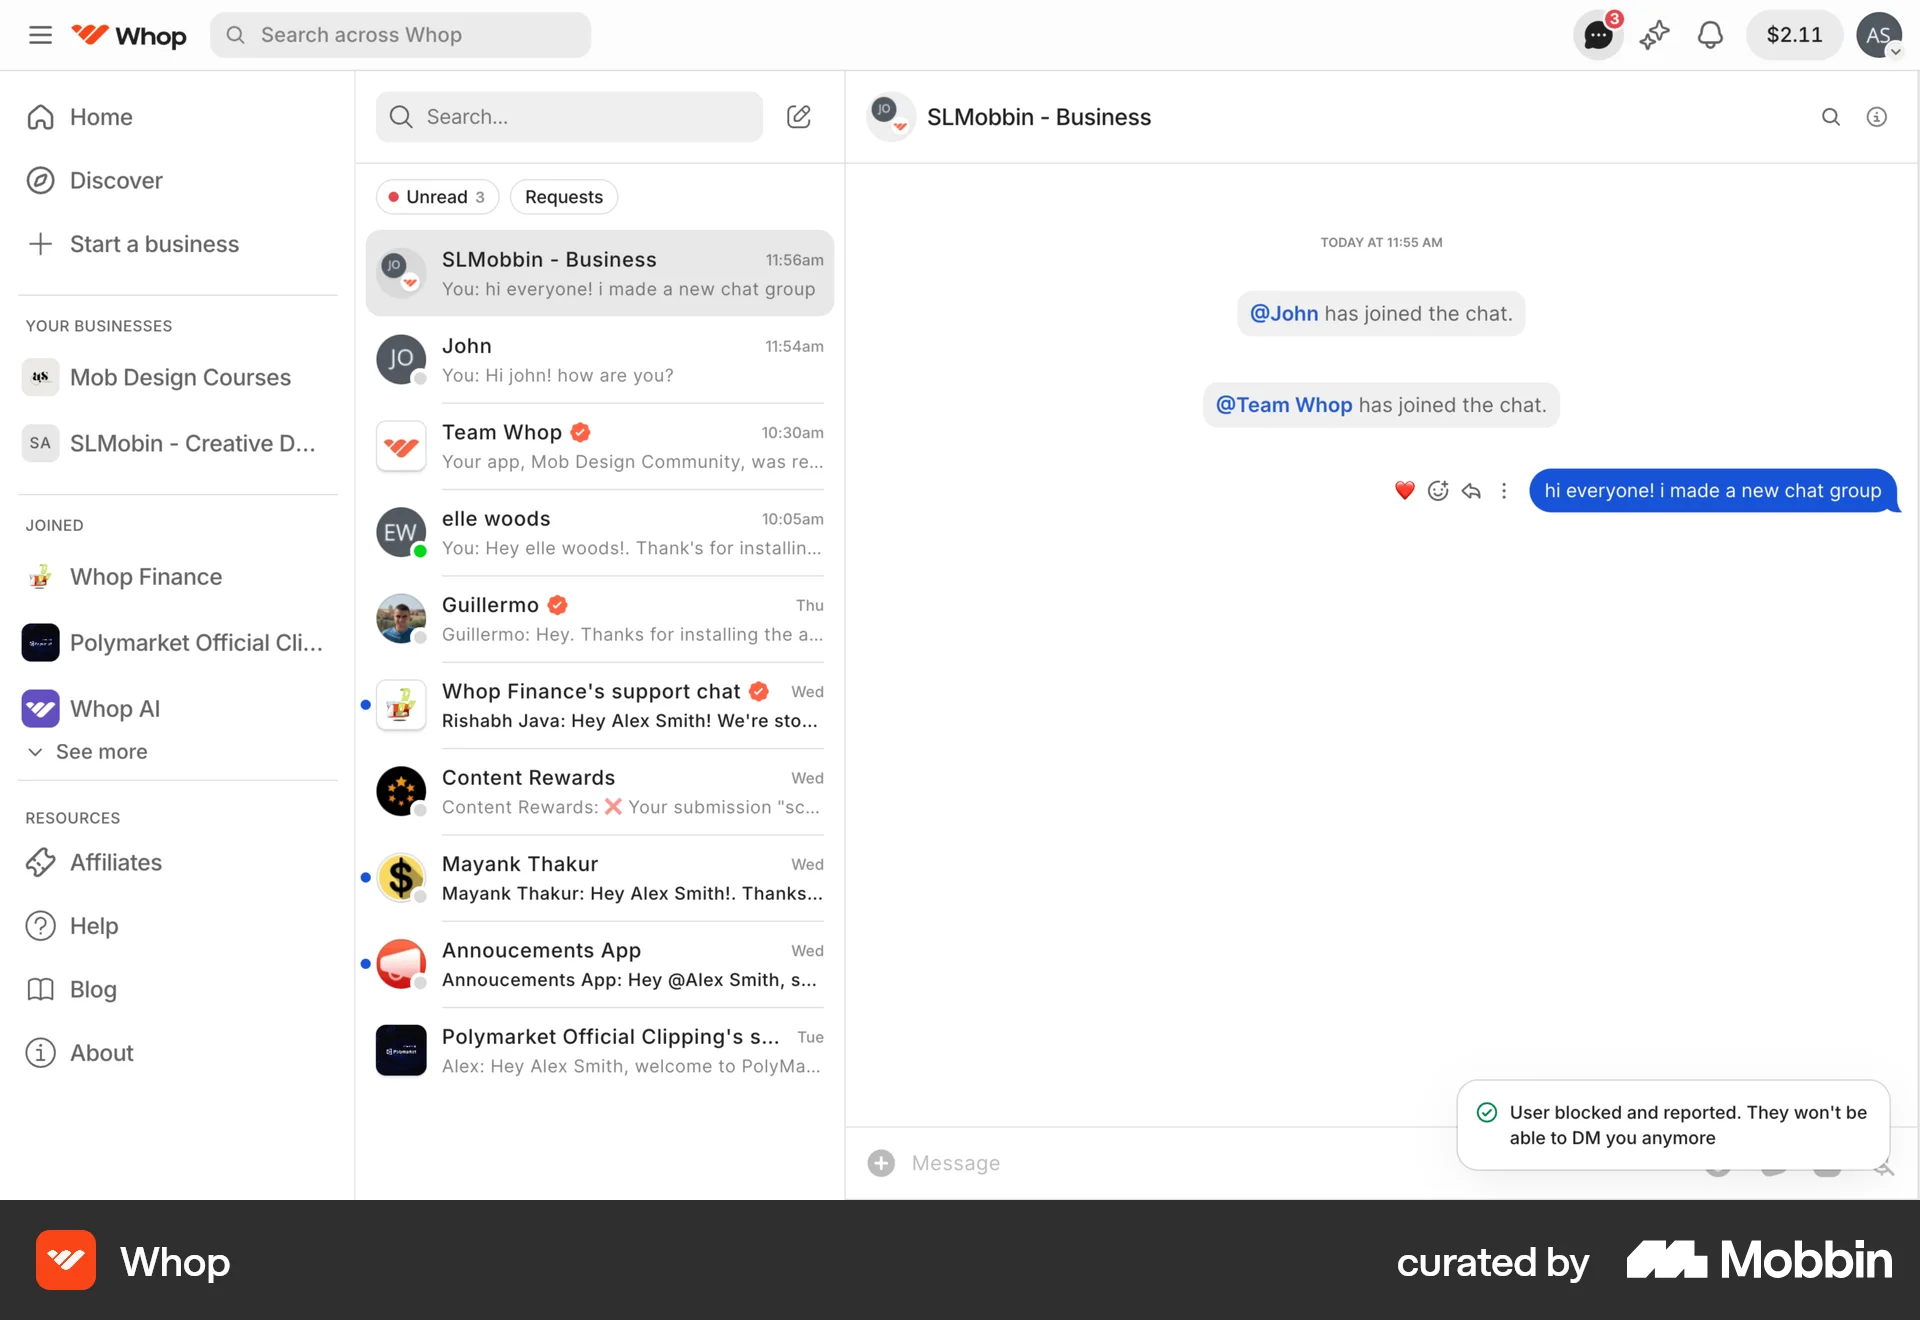 Whop
Search across Whop
3
$2.11
AS
Home
Discover
Start a business
YOUR BUSINESSES
Mob Design Courses
SA
SLMobin - Creative D...
JOINED
Whop Finance
Polymarket Official Cli...
Whop AI
See more
RESOURCES
Affiliates
Help
Blog
About
Search...
Unread 3
Requests
JO
SLMobbin - Business
11:56am
You: hi everyone! i made a new chat group
JO
John
11:54am
You: Hi john! how are you?
Team Whop
10:30am
Your app, Mob Design Community, was re...
EW
elle woods
10:05am
You: Hey elle woods!. Thank's for installin...
Guillermo
Thu
Guillermo: Hey. Thanks for installing the a...
Whop Finance's support chat
Wed
Rishabh Java: Hey Alex Smith! We're sto...
Content Rewards
Wed
Content Rewards: ❌ Your submission "sc...
$
Mayank Thakur
Wed
Mayank Thakur: Hey Alex Smith!. Thanks...
Annoucements App
Wed
Annoucements App: Hey @Alex Smith, s...
Polymarket
Polymarket Official Clipping's s...
Tue
Alex: Hey Alex Smith, welcome to PolyMa...
JO
SLMobbin - Business
TODAY AT 11:55 AM
@John has joined the chat.
@Team Whop has joined the chat.
hi everyone! i made a new chat group
User blocked and reported. They won't be
able to DM you anymore
Message
Whop
curated by
Mobbin